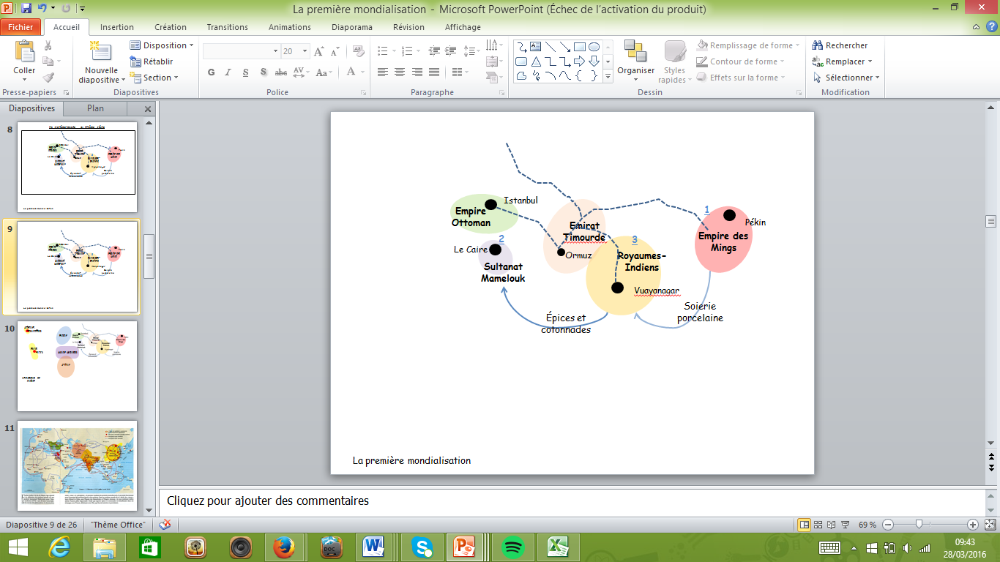 La première mondialisation - Microsoft PowerPoint (Échec de l'activation du produit)
Fichier Accueil Insertion Création Transitions Animations Diaporama Révision Affichage
Coller
Presse-papiers
Nouvelle
diapositive
Disposition
Rétablir
Section
Diapositives
20
G I S S abc AV Aa A
Police
Paragraphe
Organiser
Styles
rapides
Remplissage de forme
Contour de forme
Effets sur la forme
Dessin
Rechercher
Remplacer
Sélectionner
Modification
Diapositives Plan
8
9
10
11
Istanbul
Empire
Ottoman
2
Le Caire
Sultanat
Mamelouk
Emirat
Timourde
Ormuz
3
Royaumes-
Indiens
Vuayanagar
1
Pékin
Empire des
Mings
Épices et
cotonnades
Soierie
porcelaine
La première mondialisation
Cliquez pour ajouter des commentaires
Diapositive 9 de 26 "Thème Office" 69 %
DOC
09:43
28/03/2016